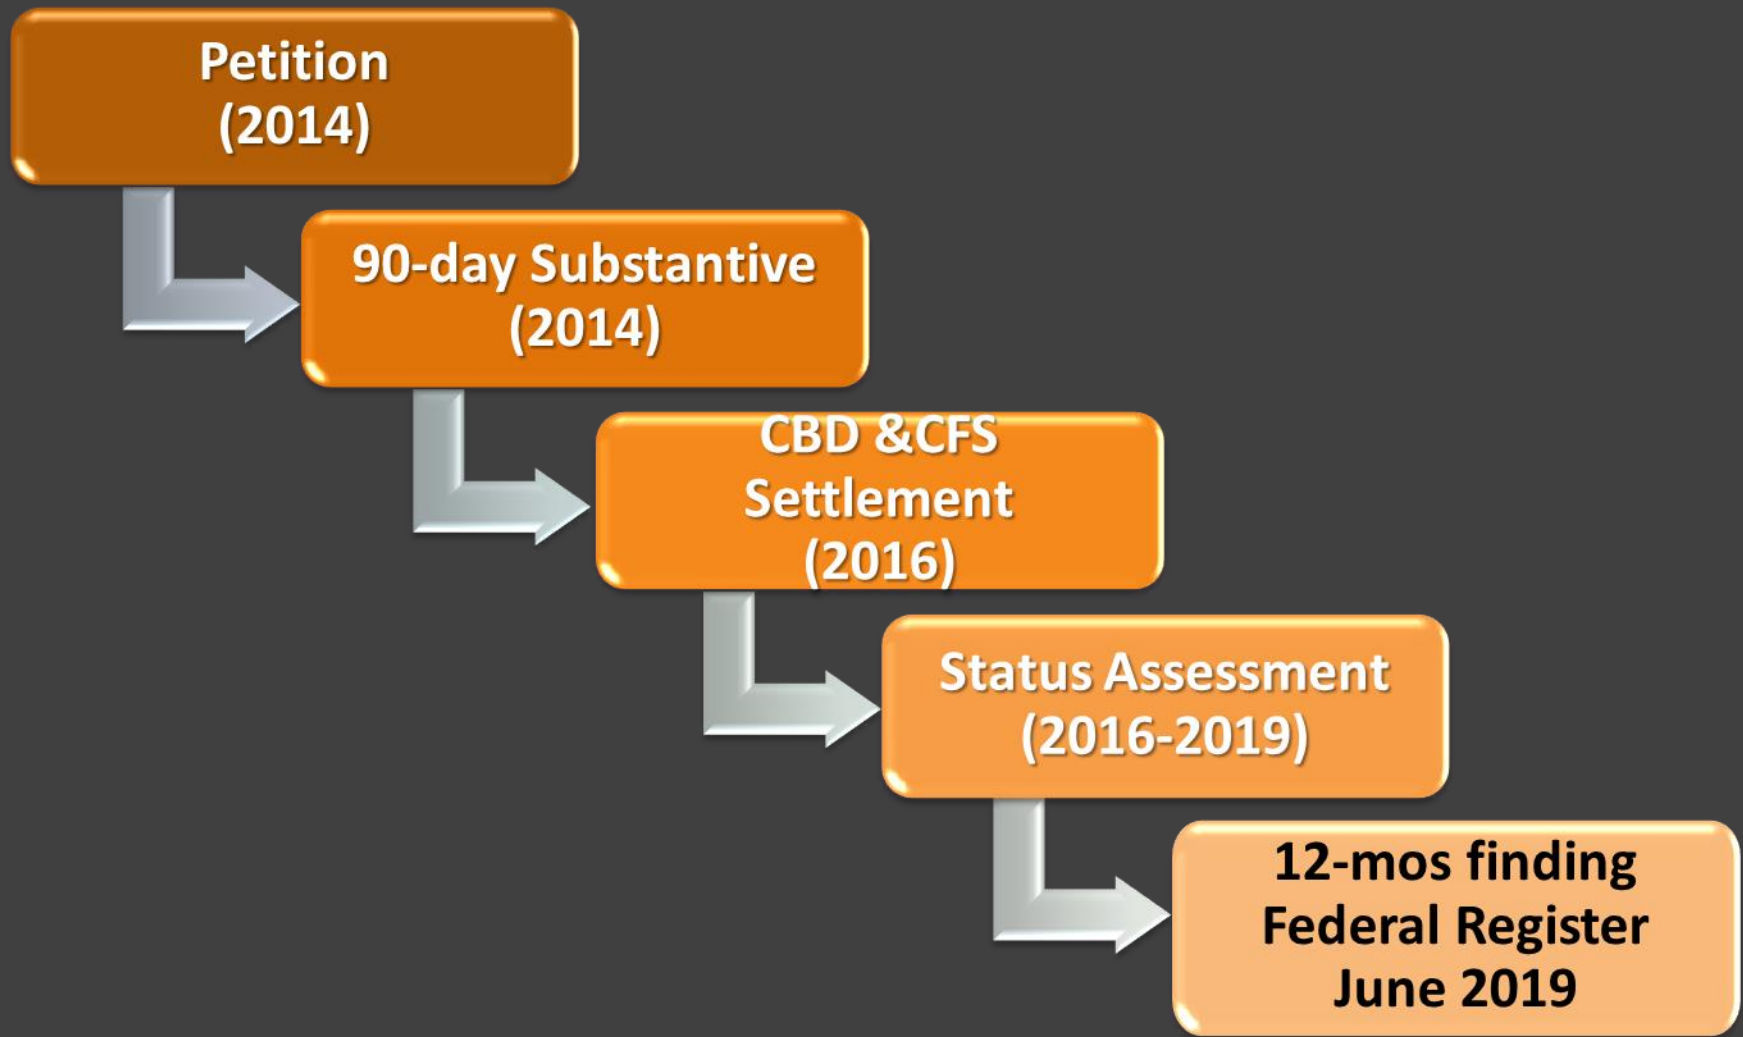 Petition
(2014)
90-day Substantive
(2014)
CBD &CFS
Settlement
(2016)
Status Assessment
(2016-2019)
12-mos finding
Federal Register
June 2019